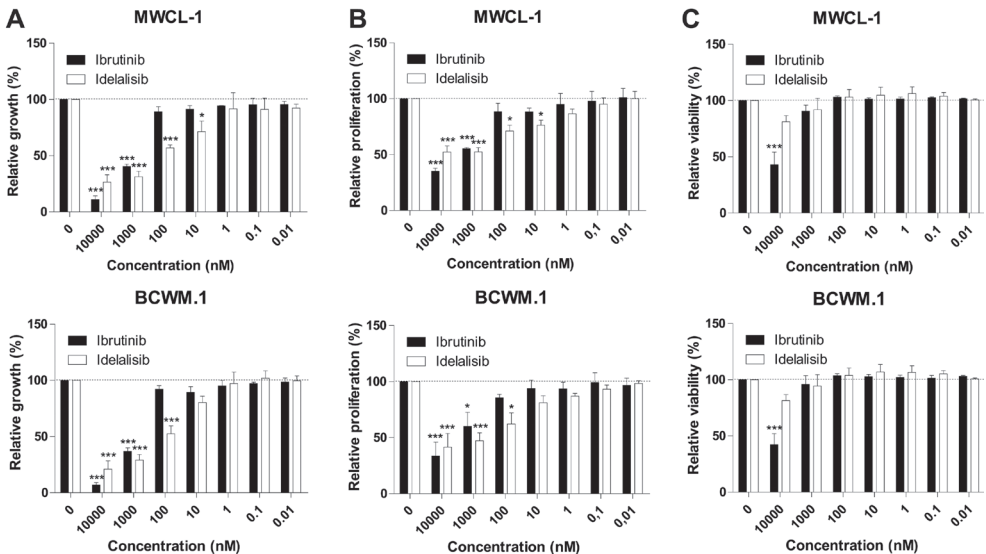 A
MWCL-1
Relative growth (%)
150
100
50
0
Ibrutinib
Idelalisib
***
***
***
***
***
*
0
10000
1000
100
10
1
0.1
0.01
Concentration (nM)
BCWM.1
Relative growth (%)
150
100
50
0
Ibrutinib
Idelalisib
***
***
***
***
***
0
10000
1000
100
10
1
0.1
0.01
Concentration (nM)
B
MWCL-1
Relative proliferation (%)
150
100
50
0
Ibrutinib
Idelalisib
***
***
***
***
*
*
0
10000
1000
100
10
1
0,1
0,01
Concentration (nM)
BCWM.1
Relative proliferation (%)
150
100
50
0
Ibrutinib
Idelalisib
***
***
*
***
*
0
10000
1000
100
10
1
0,1
0,01
Concentration (nM)
C
MWCL-1
Relative viability (%)
150
100
50
0
Ibrutinib
Idelalisib
***
0
10000
1000
100
10
1
0.1
0.01
Concentration (nM)
BCWM.1
Relative viability (%)
150
100
50
0
Ibrutinib
Idelalisib
***
0
10000
1000
100
10
1
0.1
0.01
Concentration (nM)